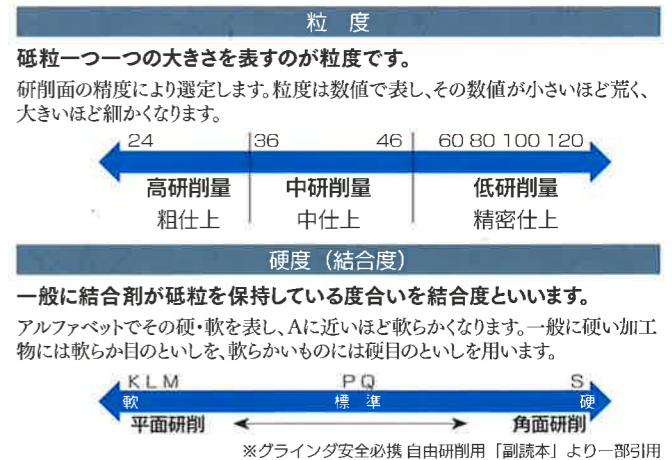 粒 度
砥粒一つ一つの大きさを表すのが粒度です。
研削面の精度により選定します。粒度は数値で表し、その数値が小さいほど荒く、
大きいほど細かくなります。
24 36 46 60 80 100 120
高研削量 中研削量 低研削量
粗仕上 中仕上 精密仕上
硬度（結合度）
一般に結合剤が砥粒を保持している度合いを結合度といいます。
アルファベットでその硬・軟を表し、Aに近いほど軟らかくなります。一般に硬い加工
物には軟らか目のといしを、軟らかいものには硬目のといしを用います。
K L M P Q S
軟 標 準 硬
平面研削 角面研削
※グラインダ安全必携 自由研削用「副読本」より一部引用